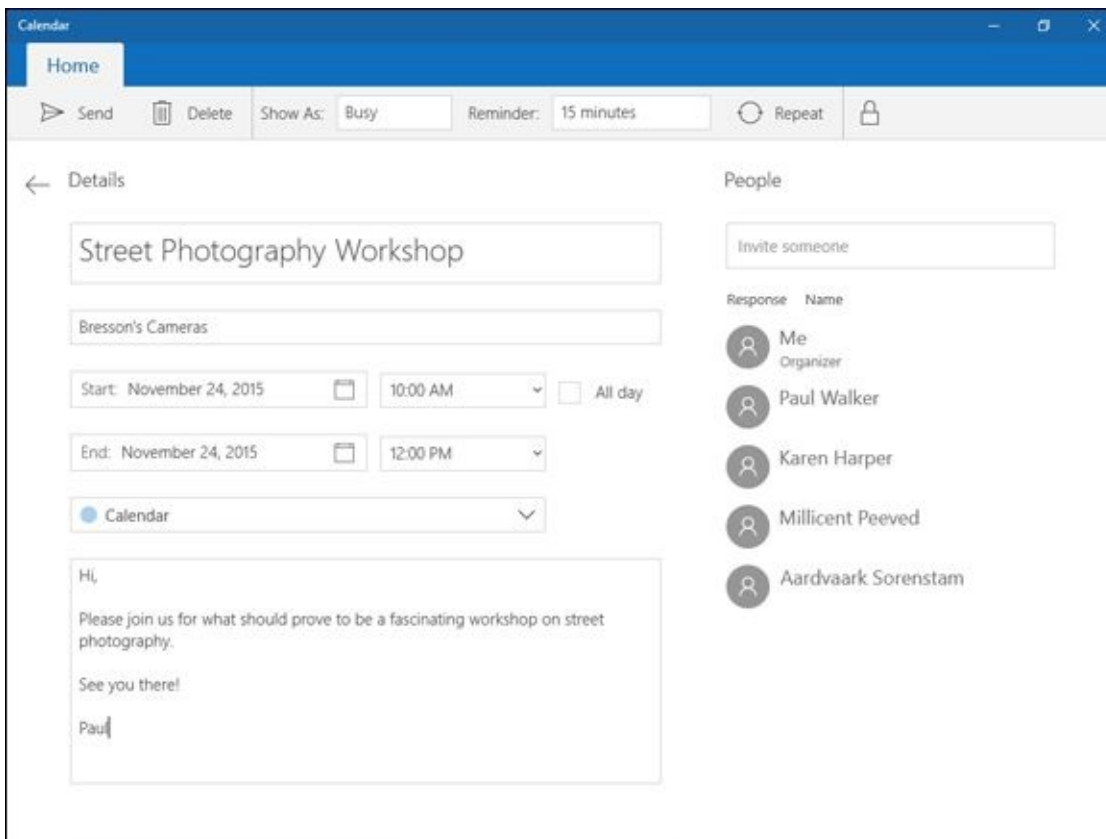 Calendar
Home
Send Delete Show As: Busy Reminder: 15 minutes Repeat
Details
Street Photography Workshop
Bresson's Cameras
Start: November 24, 2015 10:00 AM All day
End: November 24, 2015 12:00 PM
Calendar
Hi,
Please join us for what should prove to be a fascinating workshop on street
photography.
See you there!
Paul
People
Invite someone
Response Name
Me
Organizer
Paul Walker
Karen Harper
Millicent Peeved
Aardvaark Sorenstam